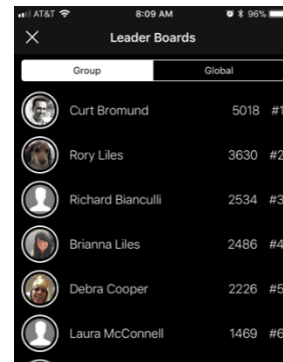 AT&T 8:09 AM 96%
Leader Boards
Group Global
Curt Bromund 5018 #1
Rory Liles 3630 #2
Richard Bianculli 2534 #3
Brianna Liles 2486 #4
Debra Cooper 2226 #5
Laura McConnell 1469 #6